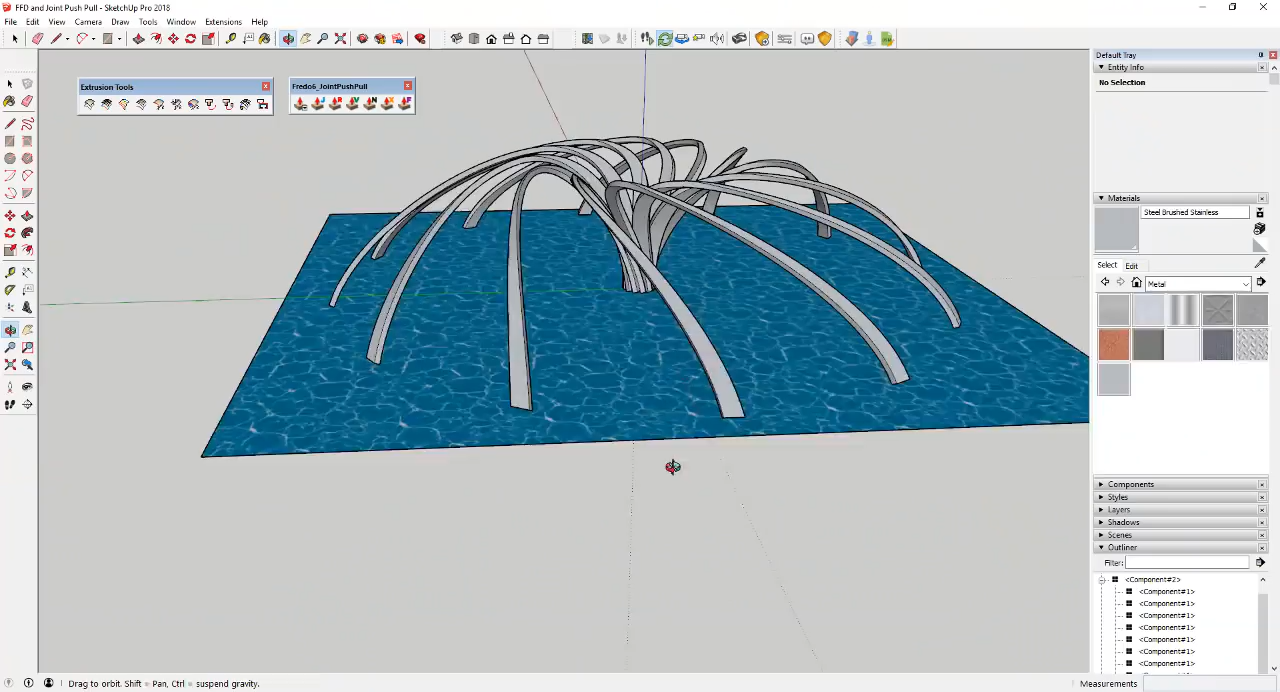 FFD and Joint Push Pull - SketchUp Pro 2018
File Edit View Camera Draw Tools Window Extensions Help
Default Tray
Entity Info
No Selection
Extrusion Tools
Fredo6_JointPushPull
J R V N X F
Materials
Steel Brushed Stainless
Select Edit
Metal
Components
Styles
Layers
Shadows
Scenes
Outliner
Filter:
<Component#2>
<Component#1>
<Component#1>
<Component#1>
<Component#1>
<Component#1>
<Component#1>
<Component#1>
Drag to orbit. Shift = Pan, Ctrl = suspend gravity.
Measurements